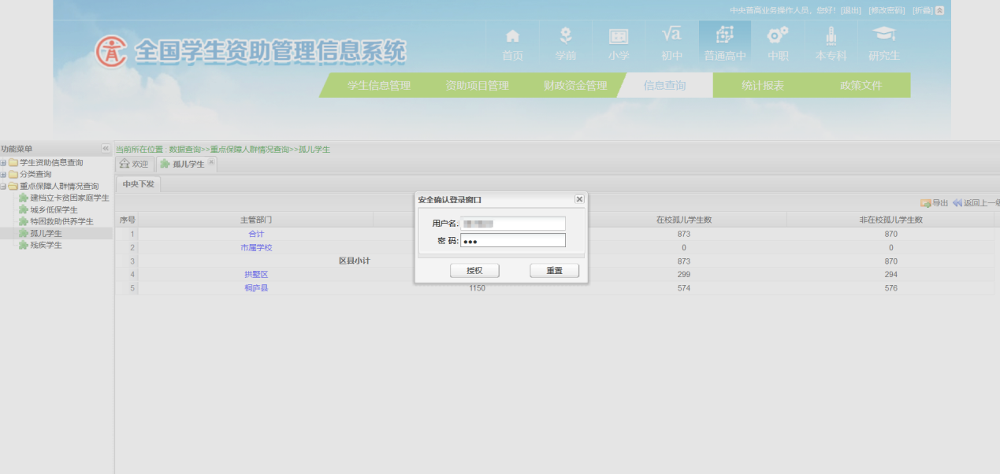 中央普高业务操作人员，您好！ [退出] [修改密码] [折叠]
全国学生资助管理信息系统
首页 学前 小学 初中 普通高中 中职 本专科 研究生
学生信息管理 资助项目管理 财政资金管理 信息查询 统计报表 政策文件
功能菜单
当前所在位置：数据查询>>重点保障人群情况查询>>孤儿学生
学生资助信息查询
分类查询
重点保障人群情况查询
建档立卡贫困家庭学生
城乡低保学生
特困救助供养学生
孤儿学生
残疾学生
欢迎 孤儿学生
中央下发
导出 返回上一级
序号 主管部门 在校孤儿学生数 非在校孤儿学生数
1 合计 873 870
2 市属学校 0 0
3 区县小计 873 870
4 拱墅区 299 294
5 桐庐县 1150 574 576
安全确认登录窗口
用户名:
密 码: ●●●
授权 重置